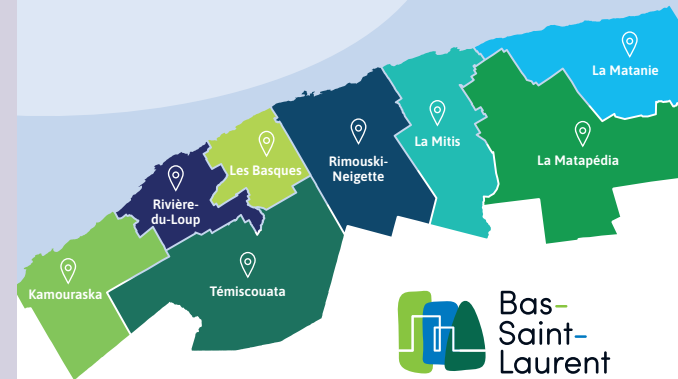 La Matanie
La Mitis
La Matapédia
Les Basques
Rimouski-
Neigette
Rivière-
du-Loup
Kamouraska
Témiscouata
Bas-
Saint-
Laurent